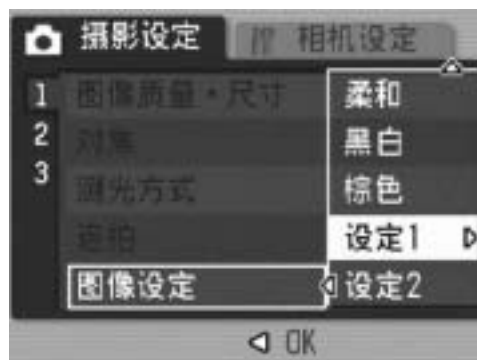 摄影设定 相机设定
1 图像质量・尺寸 柔和
2 对焦 黑白
3 测光方式 棕色
连拍 设定1
图像设定 设定2
OK